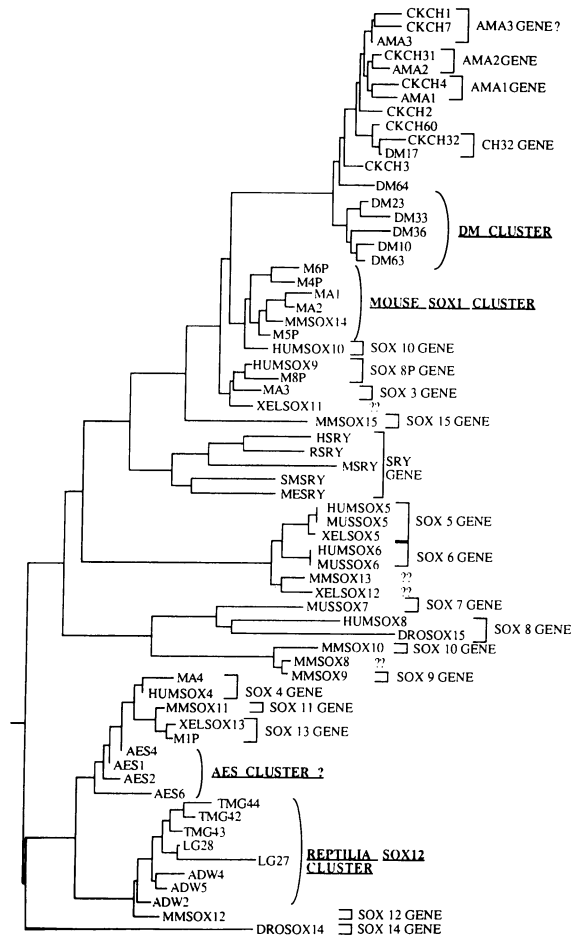 CKCH1
CKCH7
AMA3
AMA3 GENE?
CKCH31
AMA2
AMA2 GENE
CKCH4
AMA1
AMA1 GENE
CKCH2
CKCH60
CKCH32
DM17
CH32 GENE
CKCH3
DM64
DM23
DM33
DM36
DM10
DM63
DM CLUSTER
M6P
M4P
MA1
MA2
MMSOX14
M5P
MOUSE SOX1 CLUSTER
HUMSOX10
SOX 10 GENE
HUMSOX9
M8P
SOX 8P GENE
MA3
SOX 3 GENE
XELSOX11 ??
MMSOX15
SOX 15 GENE
HSRY
RSRY
MSRY
SMSRY
MESRY
SRY
GENE
HUMSOX5
MUSSOX5
XELSOX5
SOX 5 GENE
HUMSOX6
MUSSOX6
SOX 6 GENE
MMSOX13 ??
XELSOX12 ??
MUSSOX7
SOX 7 GENE
HUMSOX8
DROSOX15
SOX 8 GENE
MMSOX10
SOX 10 GENE
MMSOX8 ??
MMSOX9
SOX 9 GENE
MA4
HUMSOX4
SOX 4 GENE
MMSOX11
SOX 11 GENE
XELSOX13
M1P
SOX 13 GENE
AES4
AES1
AES2
AES6
AES CLUSTER ?
TMG44
TMG42
TMG43
LG28
LG27
ADW4
ADW5
ADW2
REPTILIA SOX12
CLUSTER
MMSOX12
SOX 12 GENE
DROSOX14
SOX 14 GENE